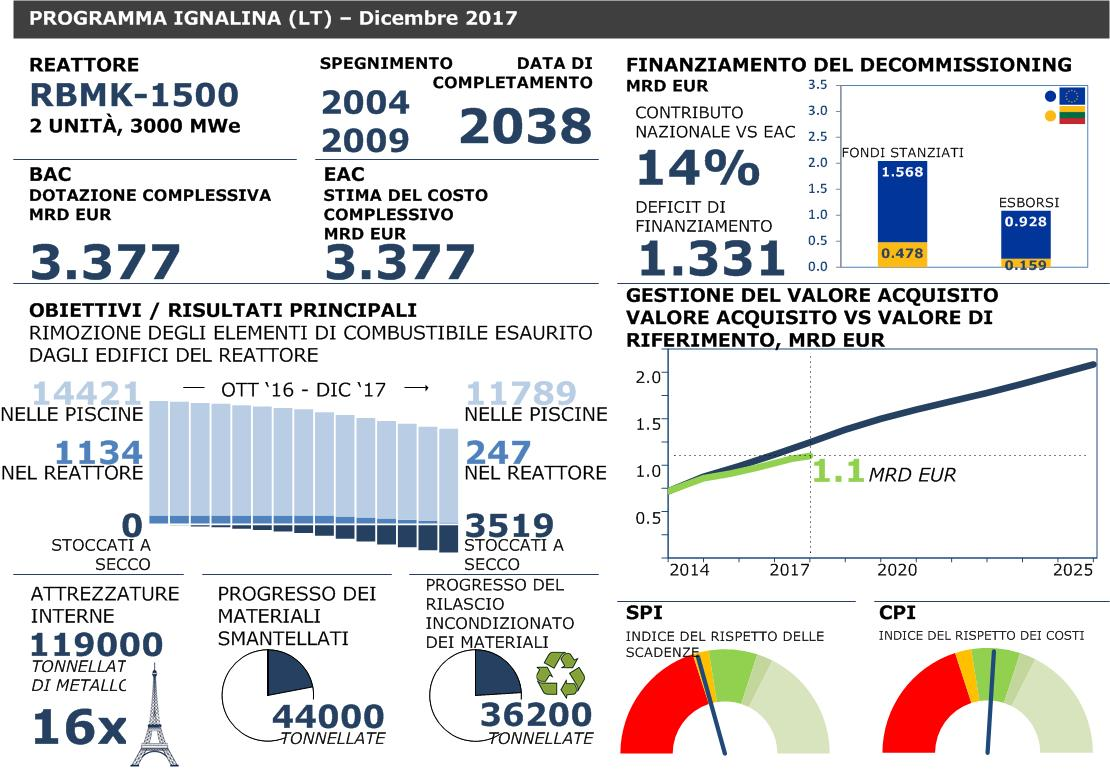 PROGRAMMA IGNALINA (LT) – Dicembre 2017
REATTORE
RBMK-1500
2 UNITÀ, 3000 MWe
SPEGNIMENTO
2004
2009
DATA DI
COMPLETAMENTO
2038
BAC
DOTAZIONE COMPLESSIVA
MRD EUR
3.377
EAC
STIMA DEL COSTO
COMPLESSIVO
MRD EUR
3.377
FINANZIAMENTO DEL DECOMMISSIONING
MRD EUR
CONTRIBUTO
NAZIONALE VS EAC
14%
DEFICIT DI
FINANZIAMENTO
1.331
3.5
3.0
2.5
2.0
1.5
1.0
0.5
0.0
FONDI STANZIATI
1.568
0.478
ESBORSI
0.928
0.159
OBIETTIVI / RISULTATI PRINCIPALI
RIMOZIONE DEGLI ELEMENTI DI COMBUSTIBILE ESAURITO
DAGLI EDIFICI DEL REATTORE
14421
NELLE PISCINE
1134
NEL REATTORE
0
STOCCATI A
SECCO
OTT ‘16 - DIC ‘17
11789
NELLE PISCINE
247
NEL REATTORE
3519
STOCCATI A
SECCO
GESTIONE DEL VALORE ACQUISITO
VALORE ACQUISITO VS VALORE DI
RIFERIMENTO, MRD EUR
2.0
1.5
1.0
0.5
1.1 MRD EUR
2014 2017 2020 2025
ATTREZZATURE
INTERNE
119000
TONNELLAT
DI METALLO
16x
PROGRESSO DEI
MATERIALI
SMANTELLATI
44000
TONNELLATE
PROGRESSO DEL
RILASCIO
INCONDIZIONATO
DEI MATERIALI
36200
TONNELLATE
SPI
INDICE DEL RISPETTO DELLE
SCADENZE
CPI
INDICE DEL RISPETTO DEI COSTI